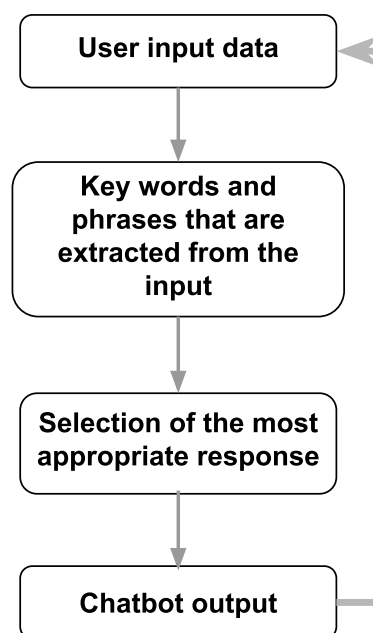 User input data
Key words and
phrases that are
extracted from the
input
Selection of the most
appropriate response
Chatbot output